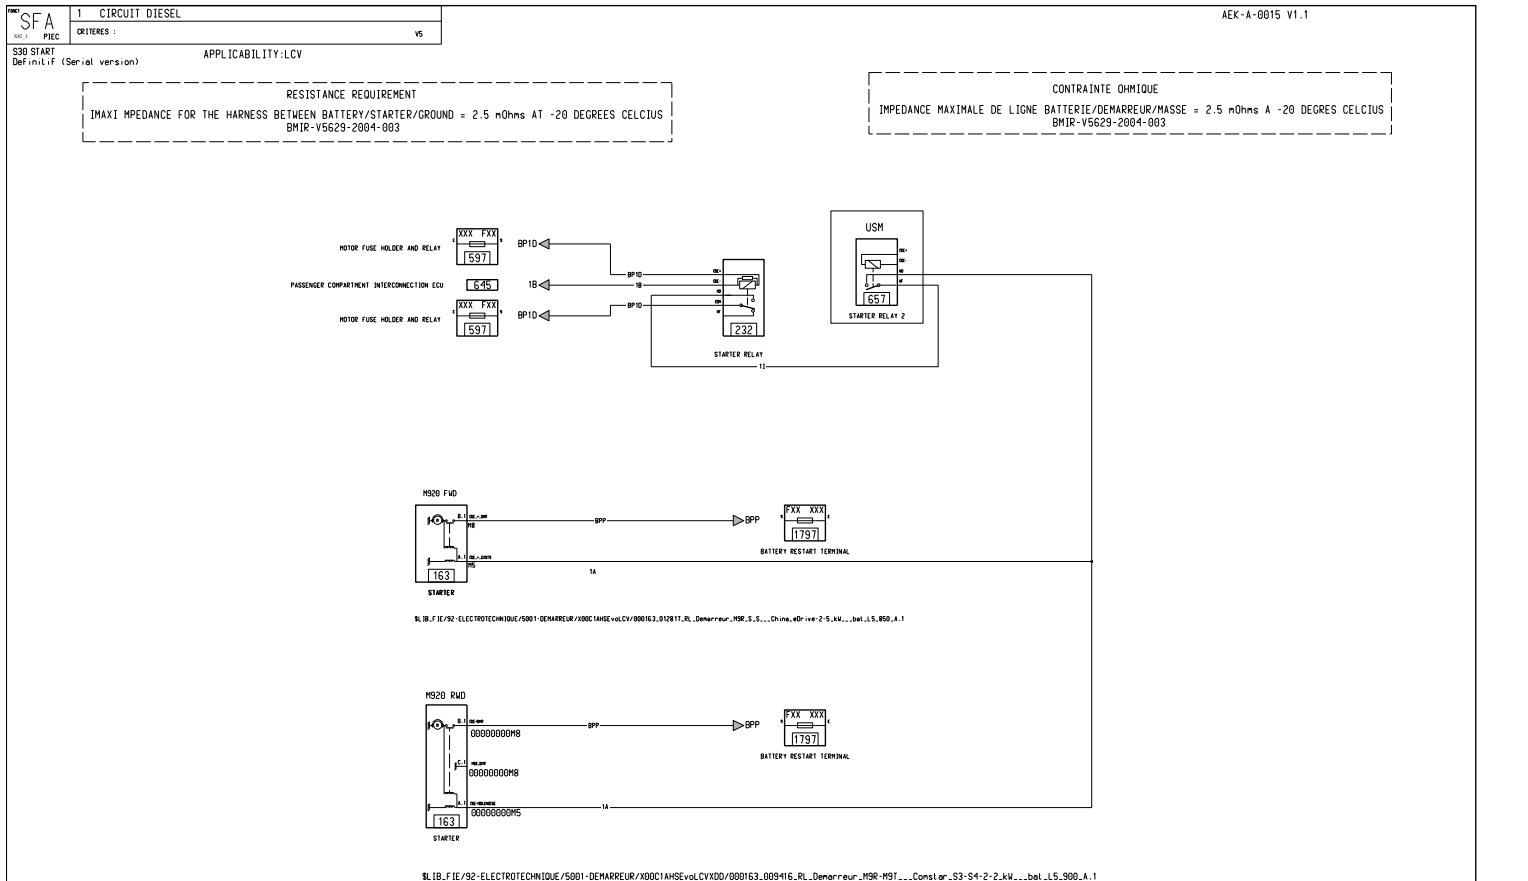 FONCT
SFA
PIEC
1 CIRCUIT DIESEL
CRITERES :
V5
AEK-A-0015 V1.1
S30 START
Definitif (Serial version)
APPLICABILITY:LCV
RESISTANCE REQUIREMENT
IMAXI MPEDANCE FOR THE HARNESS BETWEEN BATTERY/STARTER/GROUND = 2.5 mOhms AT -20 DEGREES CELCIUS
BMIR-V5629-2004-003
CONTRAINTE OHMIQUE
IMPEDANCE MAXIMALE DE LIGNE BATTERIE/DEMARREUR/MASSE = 2.5 mOhms A -20 DEGRES CELCIUS
BMIR-V5629-2004-003
MOTOR FUSE HOLDER AND RELAY
XXX FXX
597
BP1D
BP1D
PASSENGER COMPARTMENT INTERCONNECTION ECU
645
1B
1B
MOTOR FUSE HOLDER AND RELAY
XXX FXX
597
BP1D
BP1D
232
STARTER RELAY
USM
657
STARTER RELAY 2
1J
M920 FWD
B.1
M8
A.1
M5
163
STARTER
BPP
BPP
FXX XXX
1797
BATTERY RESTART TERMINAL
1A
$LIB_FIE/92-ELECTROTECHNIQUE/5001-DEMARREUR/X00C1AHSEvoLCV/000163_012817_RL_Demarreur_M9R_S_S___China_eDrive-2-5_kW___bat_L5_850_A.1
M920 RWD
B.1
00000000M8
C.1
00000000M8
A.1
00000000M5
163
STARTER
BPP
BPP
FXX XXX
1797
BATTERY RESTART TERMINAL
1A
$LIB_FIE/92-ELECTROTECHNIQUE/5001-DEMARREUR/X00C1AHSEvoLCVXDD/000163_009416_RL_Demarreur_M9R-M9T___Comstar_S3-S4-2-2_kW___bat_L5_900_A.1